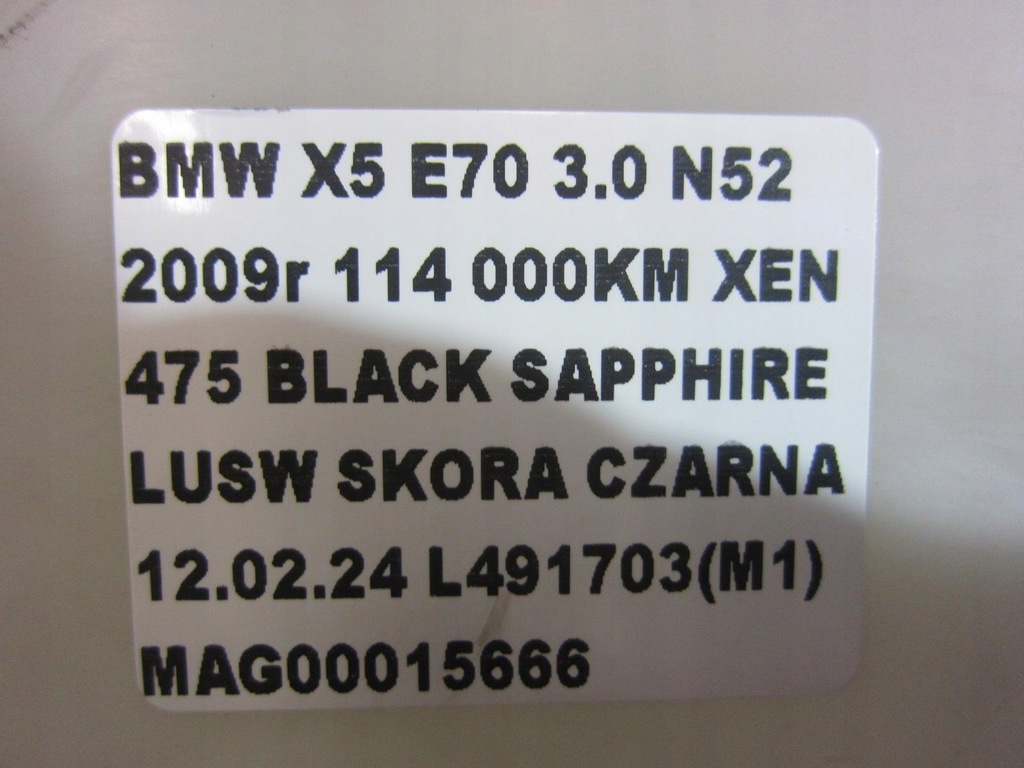 BMW X5 E70 3.0 N52
2009r 114 000KM XEN
475 BLACK SAPPHIRE
LUSW SKORA CZARNA
12.02.24 L491703(M1)
MAG00015666